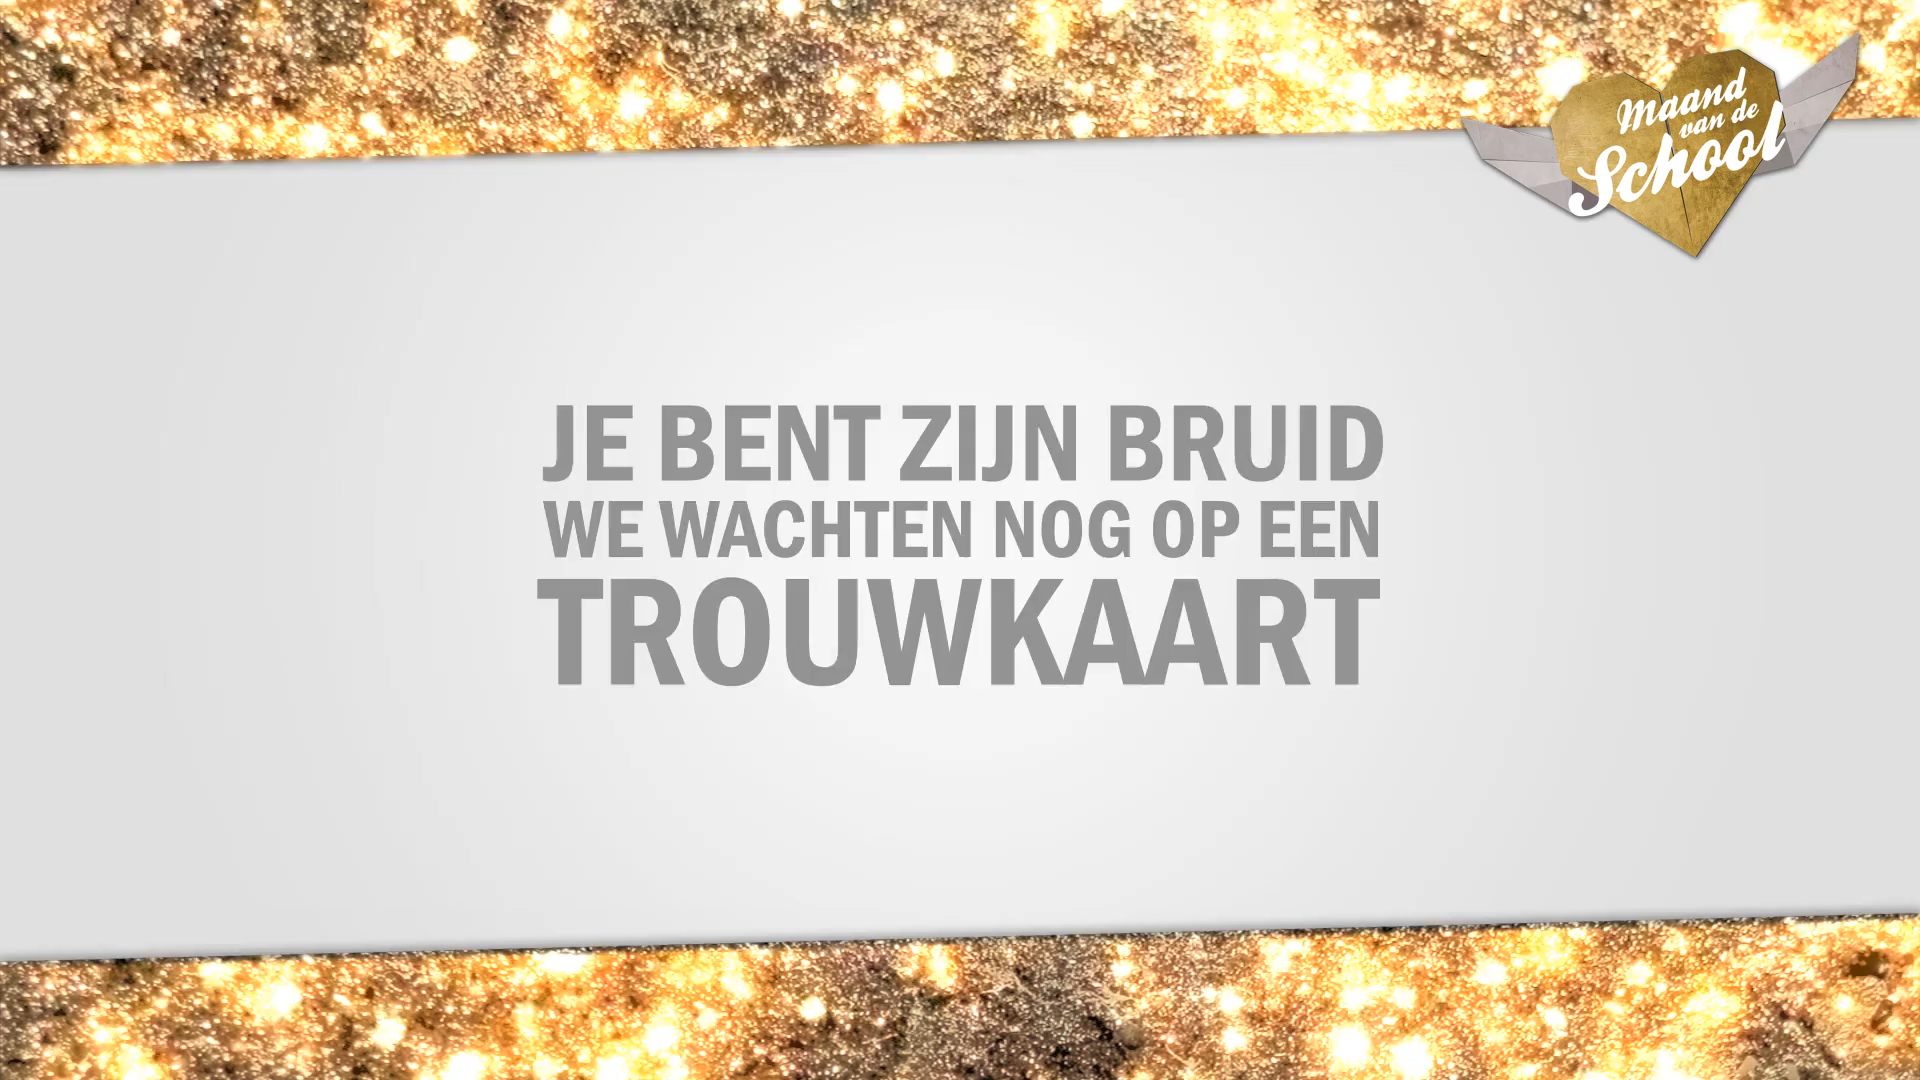 Maand
van de
School
JE BENT ZIJN BRUID
WE WACHTEN NOG OP EEN
TROUWKAART